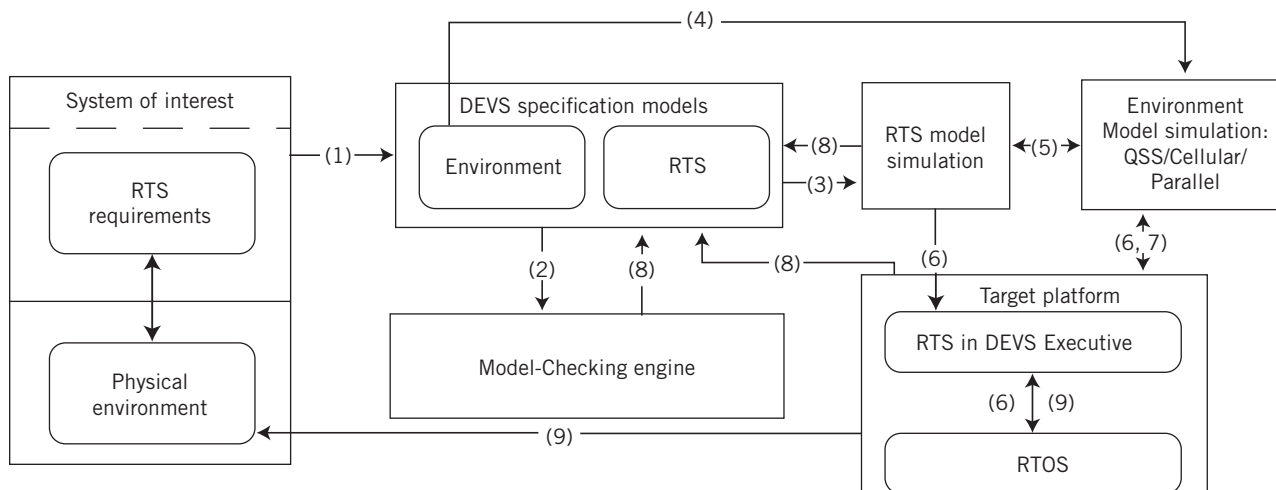 (4)
System of interest
RTS
requirements
Physical
environment
(1)
DEVS specification models
Environment
RTS
(8)
(3)
RTS model
simulation
(5)
Environment
Model simulation:
QSS/Cellular/
Parallel
(2)
(8)
(8)
(6)
(6, 7)
Model-Checking engine
Target platform
RTS in DEVS Executive
(6)
(9)
RTOS
(9)